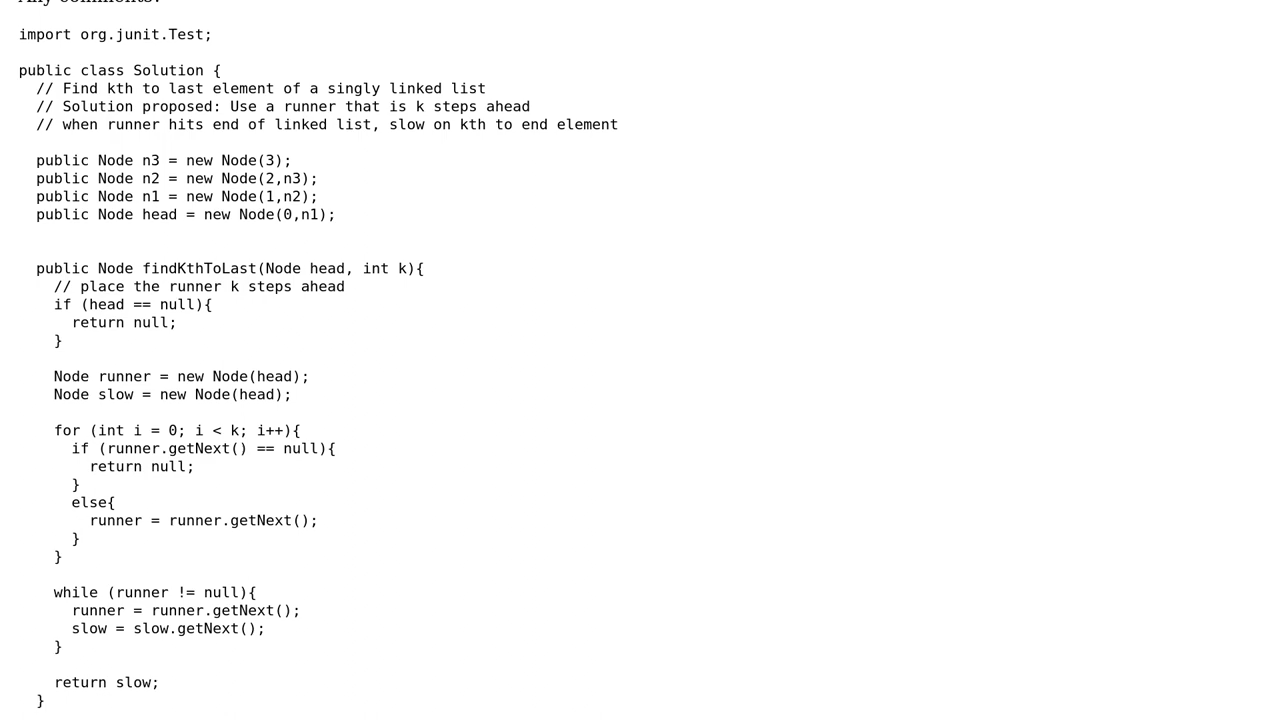 Any comments?
import org.junit.Test;
public class Solution {
// Find kth to last element of a singly linked list
// Solution proposed: Use a runner that is k steps ahead
// when runner hits end of linked list, slow on kth to end element
public Node n3 = new Node(3);
public Node n2 = new Node(2,n3);
public Node n1 = new Node(1,n2);
public Node head = new Node(0,n1);
public Node findKthToLast(Node head, int k){
// place the runner k steps ahead
if (head == null){
return null;
}
Node runner = new Node(head);
Node slow = new Node(head);
for (int i = 0; i < k; i++){
if (runner.getNext() == null){
return null;
}
else{
runner = runner.getNext();
}
}
while (runner != null){
runner = runner.getNext();
slow = slow.getNext();
}
return slow;
}